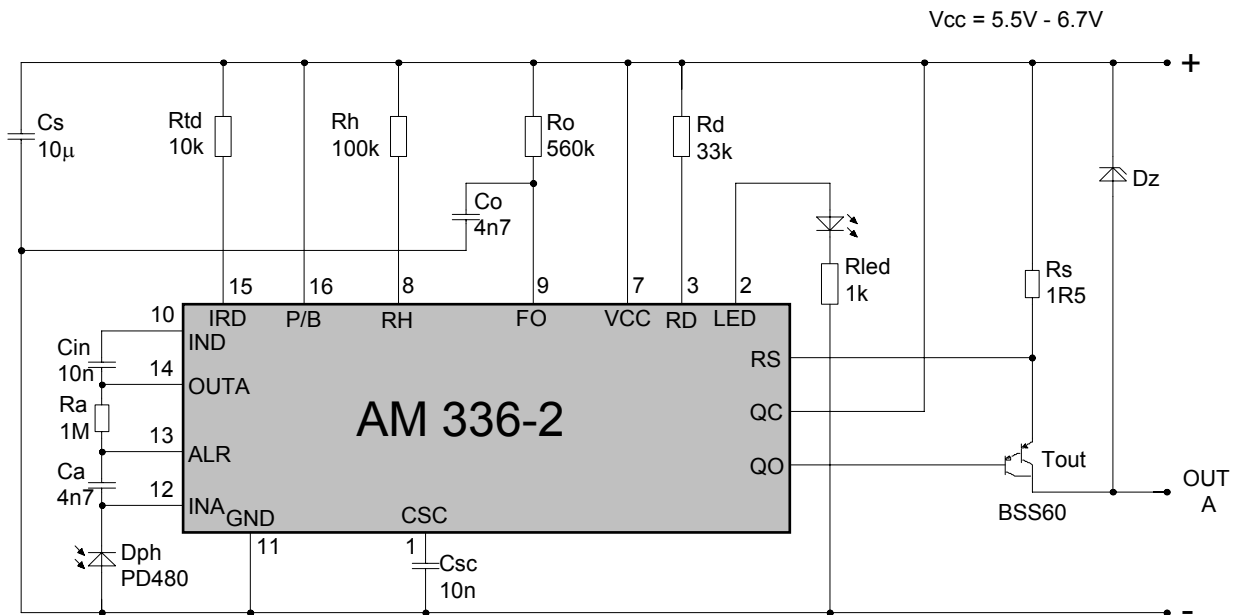 Vcc = 5.5V - 6.7V
+
Cs
10μ
Rtd
10k
Rh
100k
Ro
560k
Rd
33k
Co
4n7
Dz
Rled
1k
Rs
1R5
15
16
8
9
7
3
2
IRD
P/B
RH
FO
VCC
RD
LED
10
IND
Cin
10n
14
OUTA
RS
Ra
1M
AM 336-2
QC
13
ALR
Ca
4n7
QO
Tout
12
INA
OUT
A
BSS60
GND
CSC
11
1
Dph
PD480
Csc
10n
-